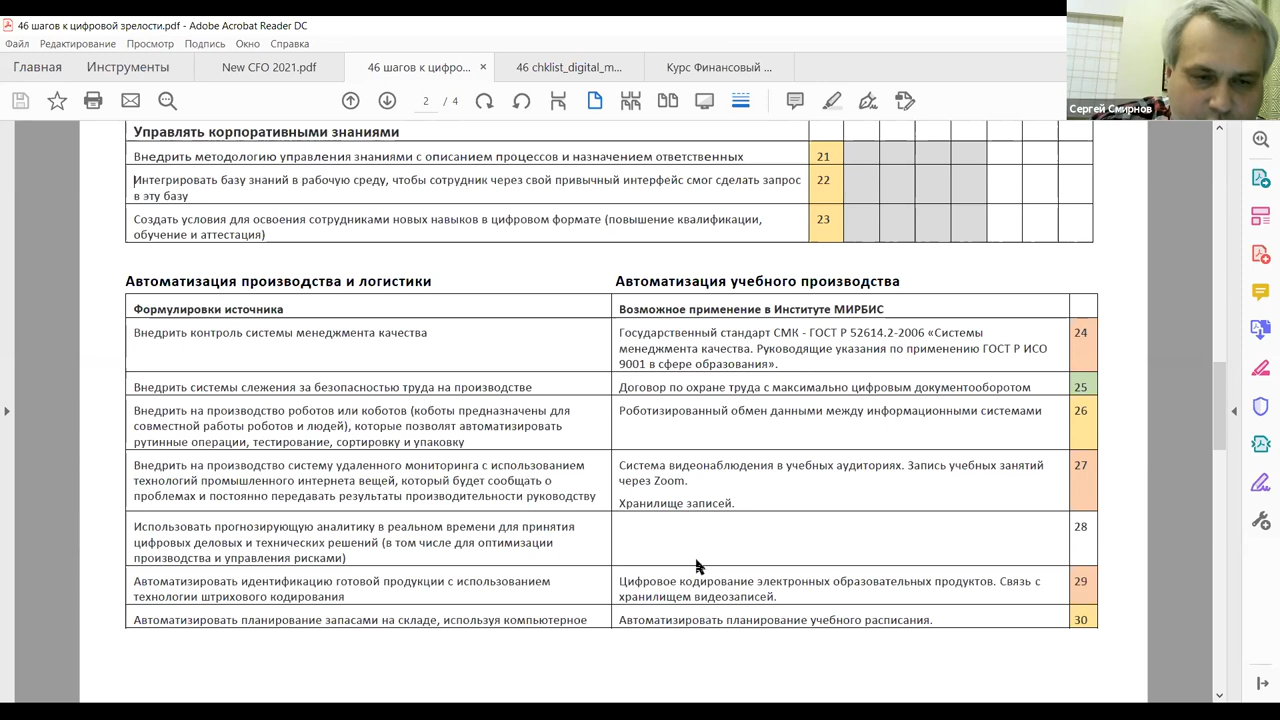 46 шагов к цифровой зрелости.pdf - Adobe Acrobat Reader DC
Файл Редактирование Просмотр Подпись Окно Справка
Главная Инструменты New CFO 2021.pdf 46 шагов к цифро... × 46 chklist_digital_m... Курс Финансовый ...
2 / 4
Сергей Смирнов
Управлять корпоративными знаниями
Внедрить методологию управления знаниями с описанием процессов и назначением ответственных 21
Интегрировать базу знаний в рабочую среду, чтобы сотрудник через свой привычный интерфейс смог сделать запрос 22
в эту базу
Создать условия для освоения сотрудниками новых навыков в цифровом формате (повышение квалификации, 23
обучение и аттестация)
Автоматизация производства и логистики Автоматизация учебного производства
Формулировки источника Возможное применение в Институте МИРБИС
Внедрить контроль системы менеджмента качества
Государственный стандарт СМК - ГОСТ Р 52614.2-2006 «Системы 24
менеджмента качества. Руководящие указания по применению ГОСТ Р ИСО
9001 в сфере образования».
Внедрить системы слежения за безопасностью труда на производстве
Договор по охране труда с максимально цифровым документооборотом 25
Внедрить на производство роботов или коботов (коботы предназначены для
совместной работы роботов и людей), которые позволят автоматизировать
рутинные операции, тестирование, сортировку и упаковку
Роботизированный обмен данными между информационными системами 26
Внедрить на производство систему удаленного мониторинга с использованием
технологий промышленного интернета вещей, который будет сообщать о
проблемах и постоянно передавать результаты производительности руководству
Система видеонаблюдения в учебных аудиториях. Запись учебных занятий 27
через Zoom.
Хранилище записей.
Использовать прогнозирующую аналитику в реальном времени для принятия 28
цифровых деловых и технических решений (в том числе для оптимизации
производства и управления рисками)
Автоматизировать идентификацию готовой продукции с использованием
технологии штрихового кодирования
Цифровое кодирование электронных образовательных продуктов. Связь с 29
хранилищем видеозаписей.
Автоматизировать планирование запасами на складе, используя компьютерное
Автоматизировать планирование учебного расписания. 30